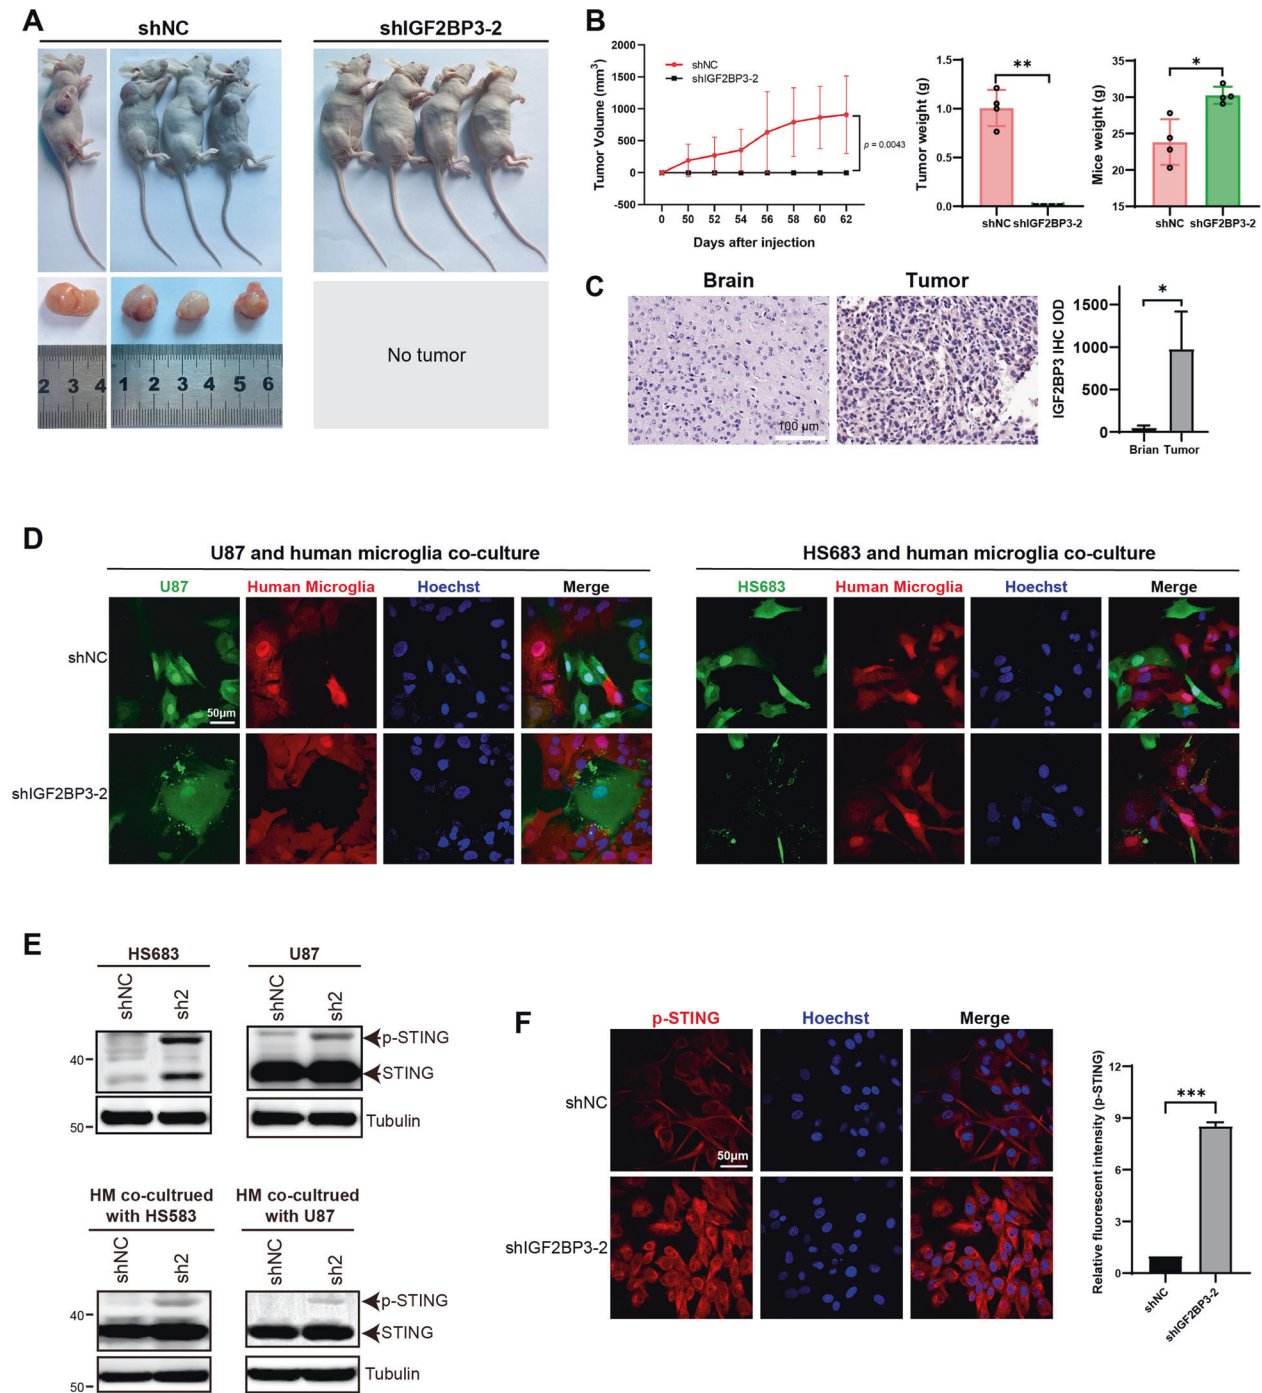 A
shNC
shIGF2BP3-2
No tumor
2 3 4
1 2 3 4 5 6
B
Tumor Volume (mm3)
2000
1500
1000
500
0
-500
shNC
shIGF2BP3-2
p = 0.0043
0 50 52 54 56 58 60 62
Days after injection
Tumor weight (g)
1.5
1.0
0.5
0.0
**
shNC shIGF2BP3-2
Mice weight (g)
40
35
30
25
20
15
*
shNC shGF2BP3-2
C
Brain
Tumor
100 µm
IGF2BP3 IHC IOD
1500
1000
500
0
*
Brian Tumor
D
U87 and human microglia co-culture
U87 Human Microglia Hoechst Merge
shNC
50µm
shIGF2BP3-2
HS683 and human microglia co-culture
HS683 Human Microglia Hoechst Merge
E
HS683
shNC sh2
40
50
U87
shNC sh2
p-STING
STING
Tubulin
HM co-cultrued
with HS583
shNC sh2
40
50
HM co-cultrued
with U87
shNC sh2
p-STING
STING
Tubulin
F
p-STING Hoechst Merge
shNC
50µm
shIGF2BP3-2
Relative fluorescent intensity (p-STING)
12
9
6
3
0
***
shNC
shIGF2BP3-2